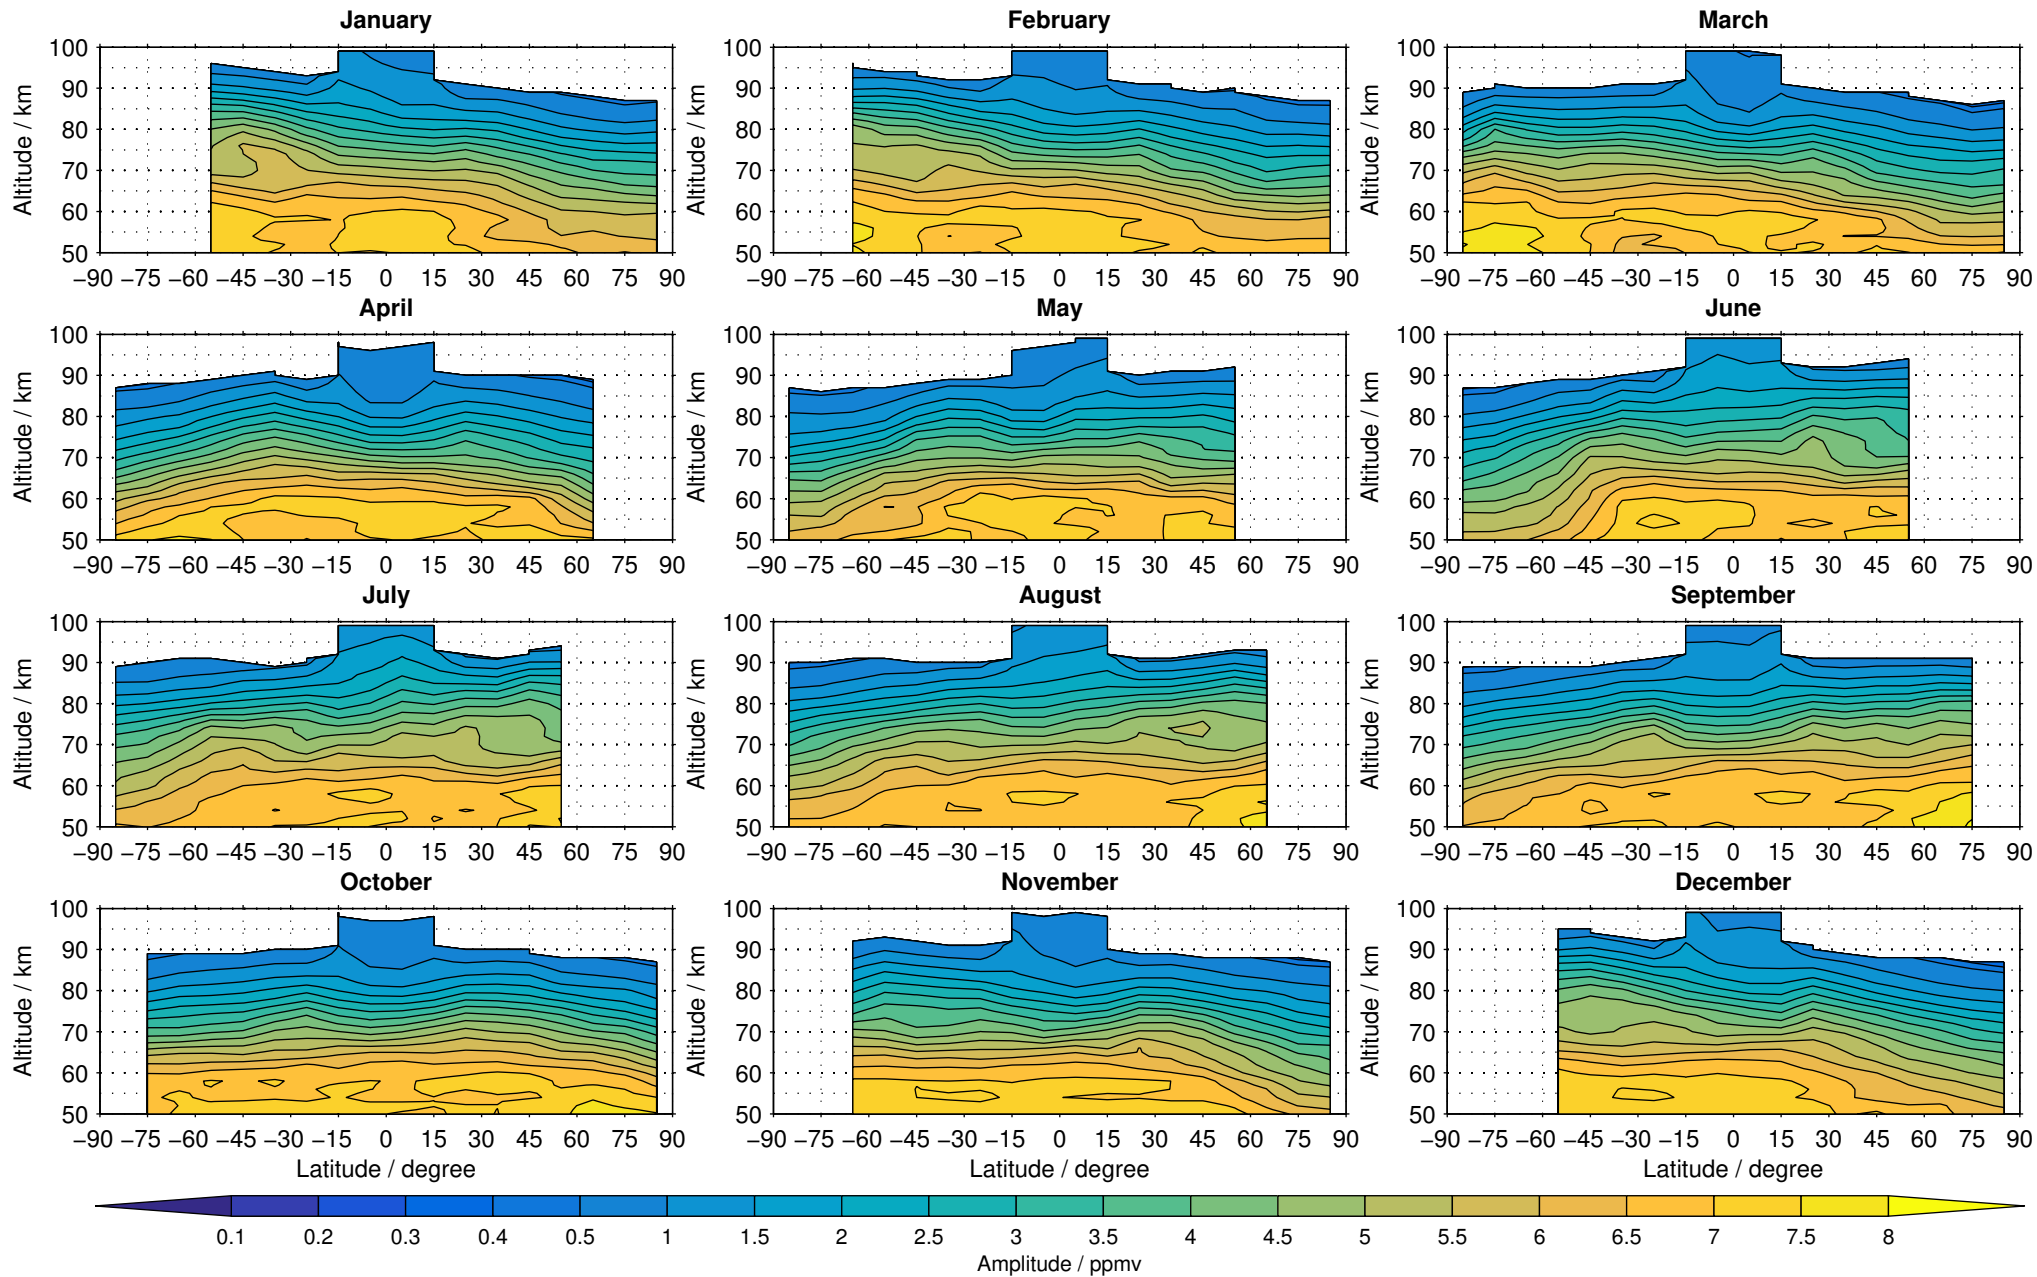 January February March
100 100 100
90 90 90
Altitude / km Altitude / km Altitude / km
80 80 80
70 70 70
60 60 60
50 50 50
−90 −75 −60 −45 −30 −15 0 15 30 45 60 75 90 −90 −75 −60 −45 −30 −15 0 15 30 45 60 75 90 −90 −75 −60 −45 −30 −15 0 15 30 45 60 75 90
April May June
100 100 100
90 90 90
Altitude / km Altitude / km Altitude / km
80 80 80
70 70 70
60 60 60
50 50 50
−90 −75 −60 −45 −30 −15 0 15 30 45 60 75 90 −90 −75 −60 −45 −30 −15 0 15 30 45 60 75 90 −90 −75 −60 −45 −30 −15 0 15 30 45 60 75 90
July August September
100 100 100
90 90 90
Altitude / km Altitude / km Altitude / km
80 80 80
70 70 70
60 60 60
50 50 50
−90 −75 −60 −45 −30 −15 0 15 30 45 60 75 90 −90 −75 −60 −45 −30 −15 0 15 30 45 60 75 90 −90 −75 −60 −45 −30 −15 0 15 30 45 60 75 90
October November December
100 100 100
90 90 90
Altitude / km Altitude / km Altitude / km
80 80 80
70 70 70
60 60 60
50 50 50
−90 −75 −60 −45 −30 −15 0 15 30 45 60 75 90 −90 −75 −60 −45 −30 −15 0 15 30 45 60 75 90 −90 −75 −60 −45 −30 −15 0 15 30 45 60 75 90
Latitude / degree Latitude / degree Latitude / degree
0.1 0.2 0.3 0.4 0.5 1 1.5 2 2.5 3 3.5 4 4.5 5 5.5 6 6.5 7 7.5 8
Amplitude / ppmv